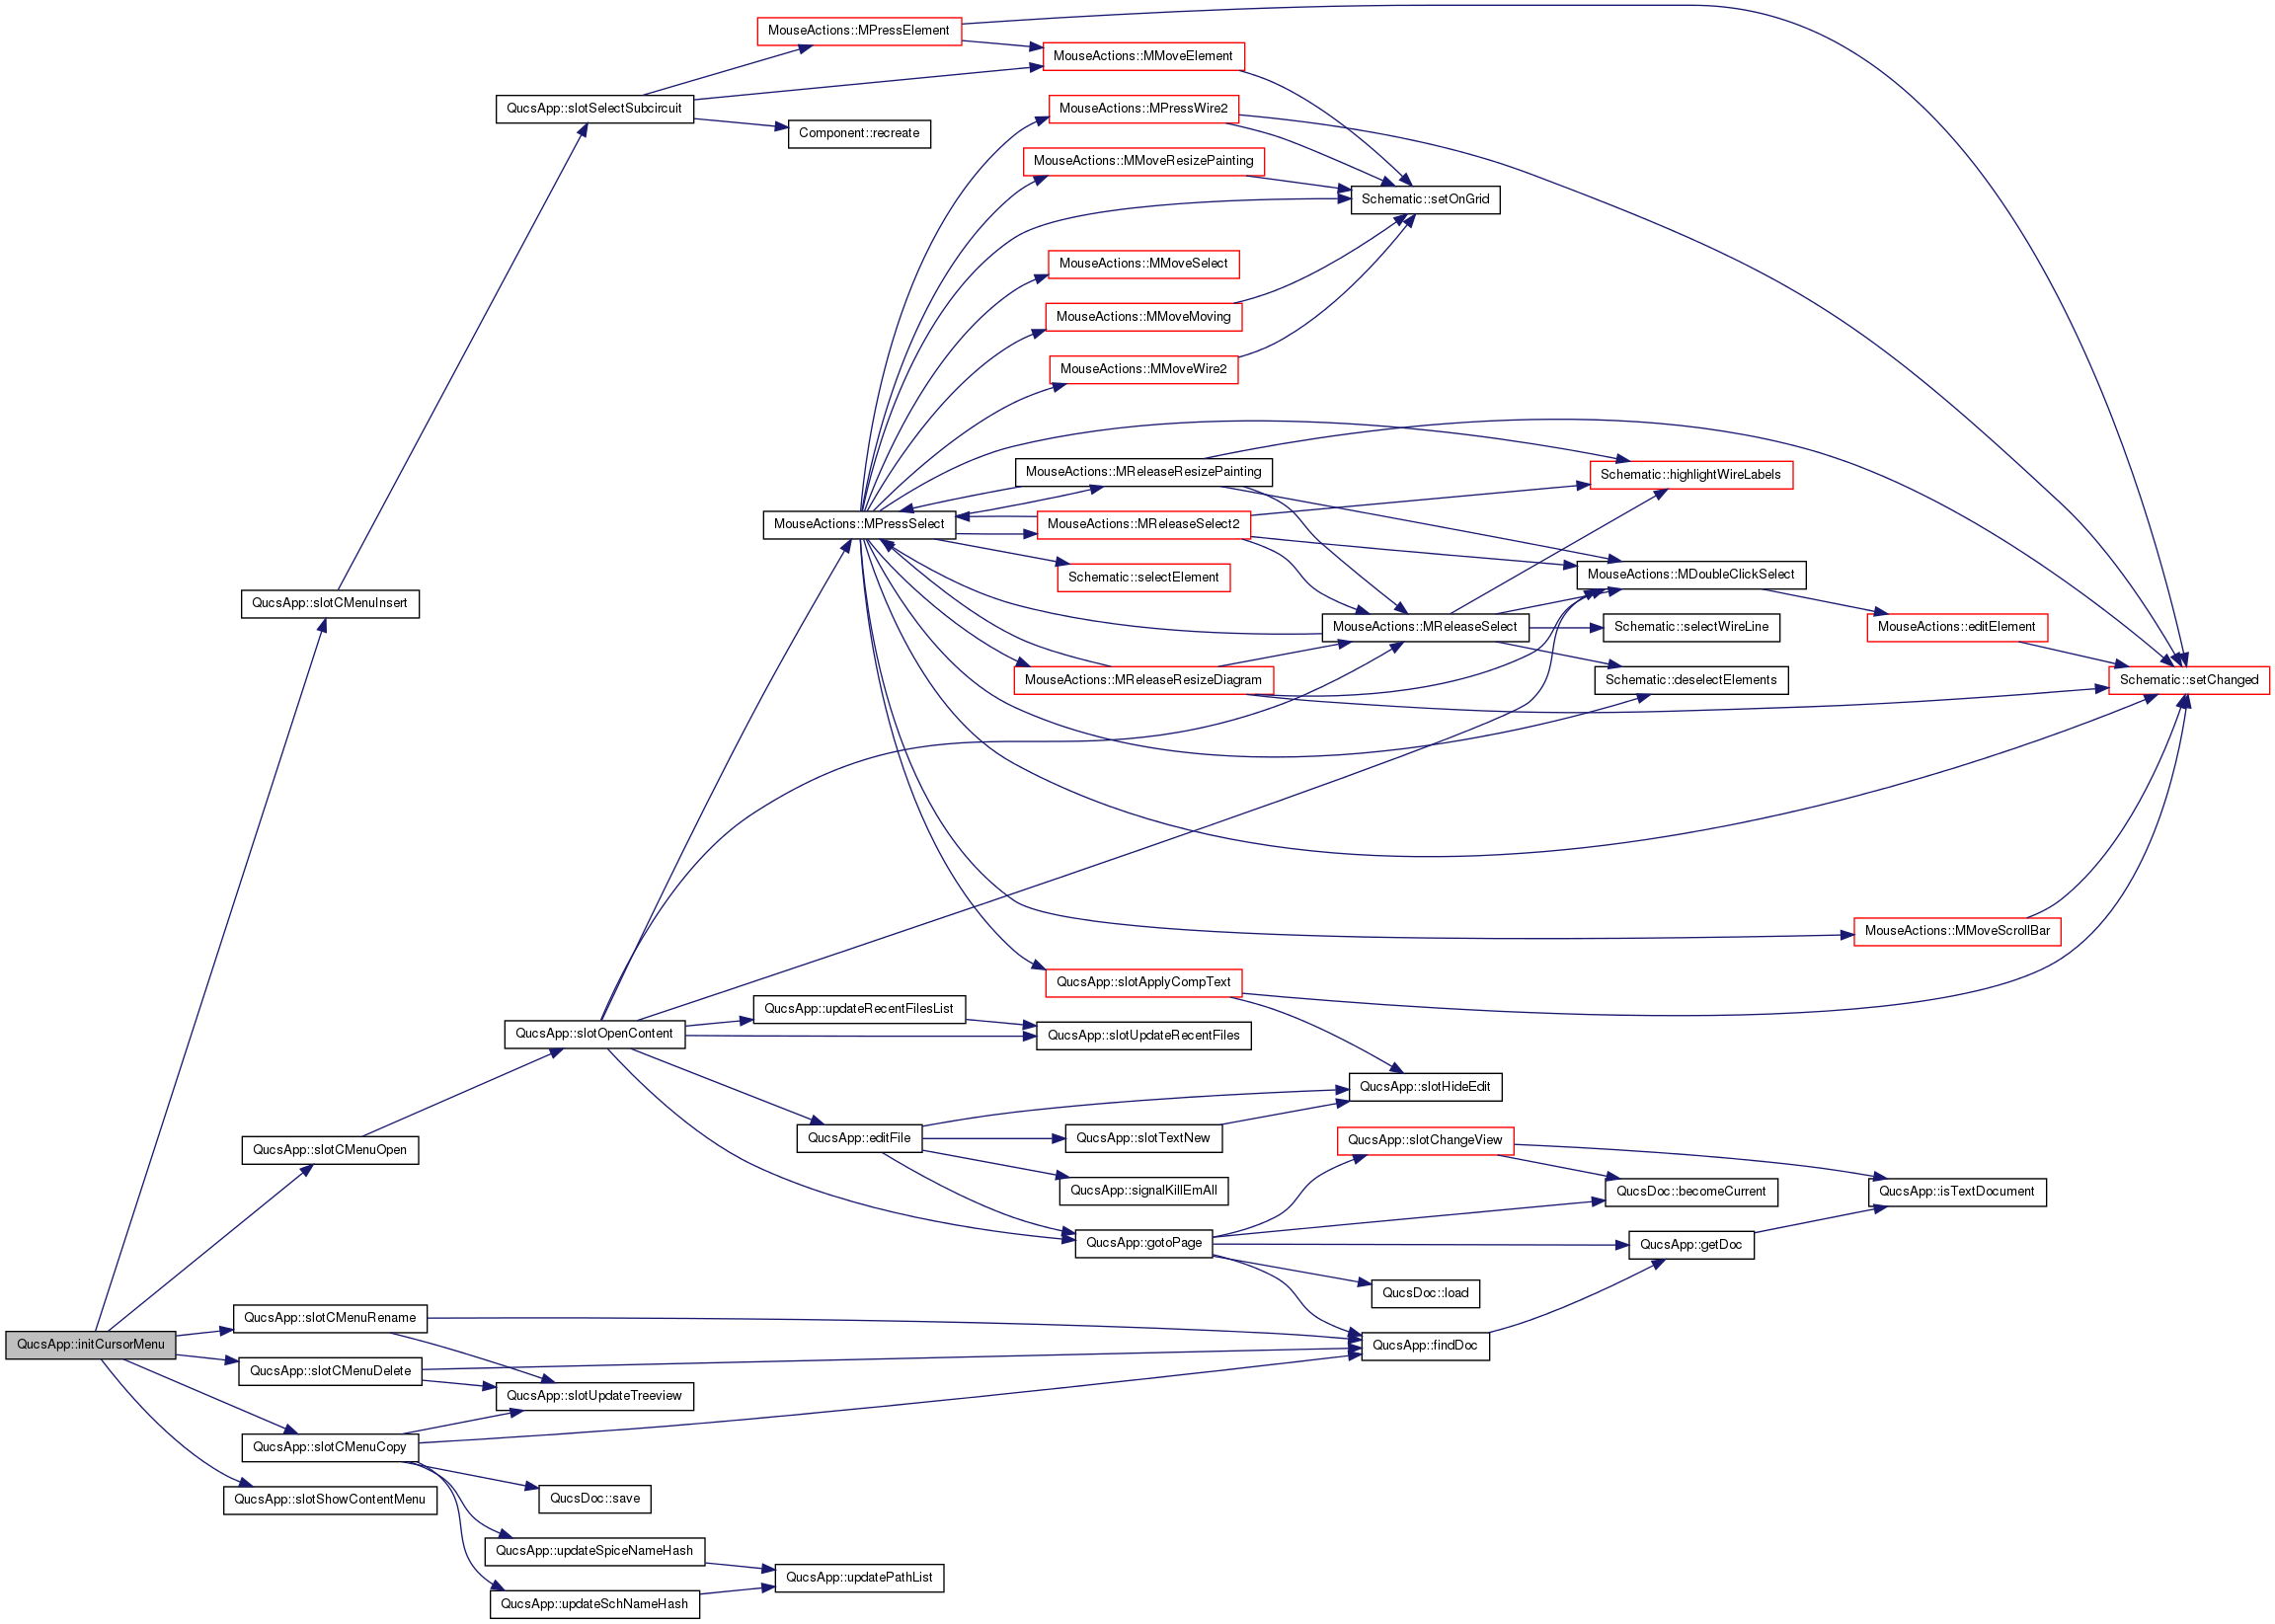 MouseActions::MPressElement
MouseActions::MMoveElement
QucsApp::slotSelectSubcircuit
MouseActions::MPressWire2
Component::recreate
MouseActions::MMoveResizePainting
Schematic::setOnGrid
MouseActions::MMoveSelect
MouseActions::MMoveMoving
MouseActions::MMoveWire2
MouseActions::MReleaseResizePainting
Schematic::highlightWireLabels
MouseActions::MPressSelect
MouseActions::MReleaseSelect2
Schematic::selectElement
MouseActions::MDoubleClickSelect
QucsApp::slotCMenuInsert
MouseActions::MReleaseSelect
Schematic::selectWireLine
MouseActions::editElement
MouseActions::MReleaseResizeDiagram
Schematic::deselectElements
Schematic::setChanged
MouseActions::MMoveScrollBar
QucsApp::slotApplyCompText
QucsApp::updateRecentFilesList
QucsApp::slotOpenContent
QucsApp::slotUpdateRecentFiles
QucsApp::slotHideEdit
QucsApp::editFile
QucsApp::slotTextNew
QucsApp::slotChangeView
QucsApp::slotCMenuOpen
QucsApp::signalKillEmAll
QucsDoc::becomeCurrent
QucsApp::isTextDocument
QucsApp::gotoPage
QucsApp::getDoc
QucsDoc::load
QucsApp::slotCMenuRename
QucsApp::initCursorMenu
QucsApp::findDoc
QucsApp::slotCMenuDelete
QucsApp::slotUpdateTreeview
QucsApp::slotCMenuCopy
QucsApp::slotShowContentMenu
QucsDoc::save
QucsApp::updateSpiceNameHash
QucsApp::updatePathList
QucsApp::updateSchNameHash